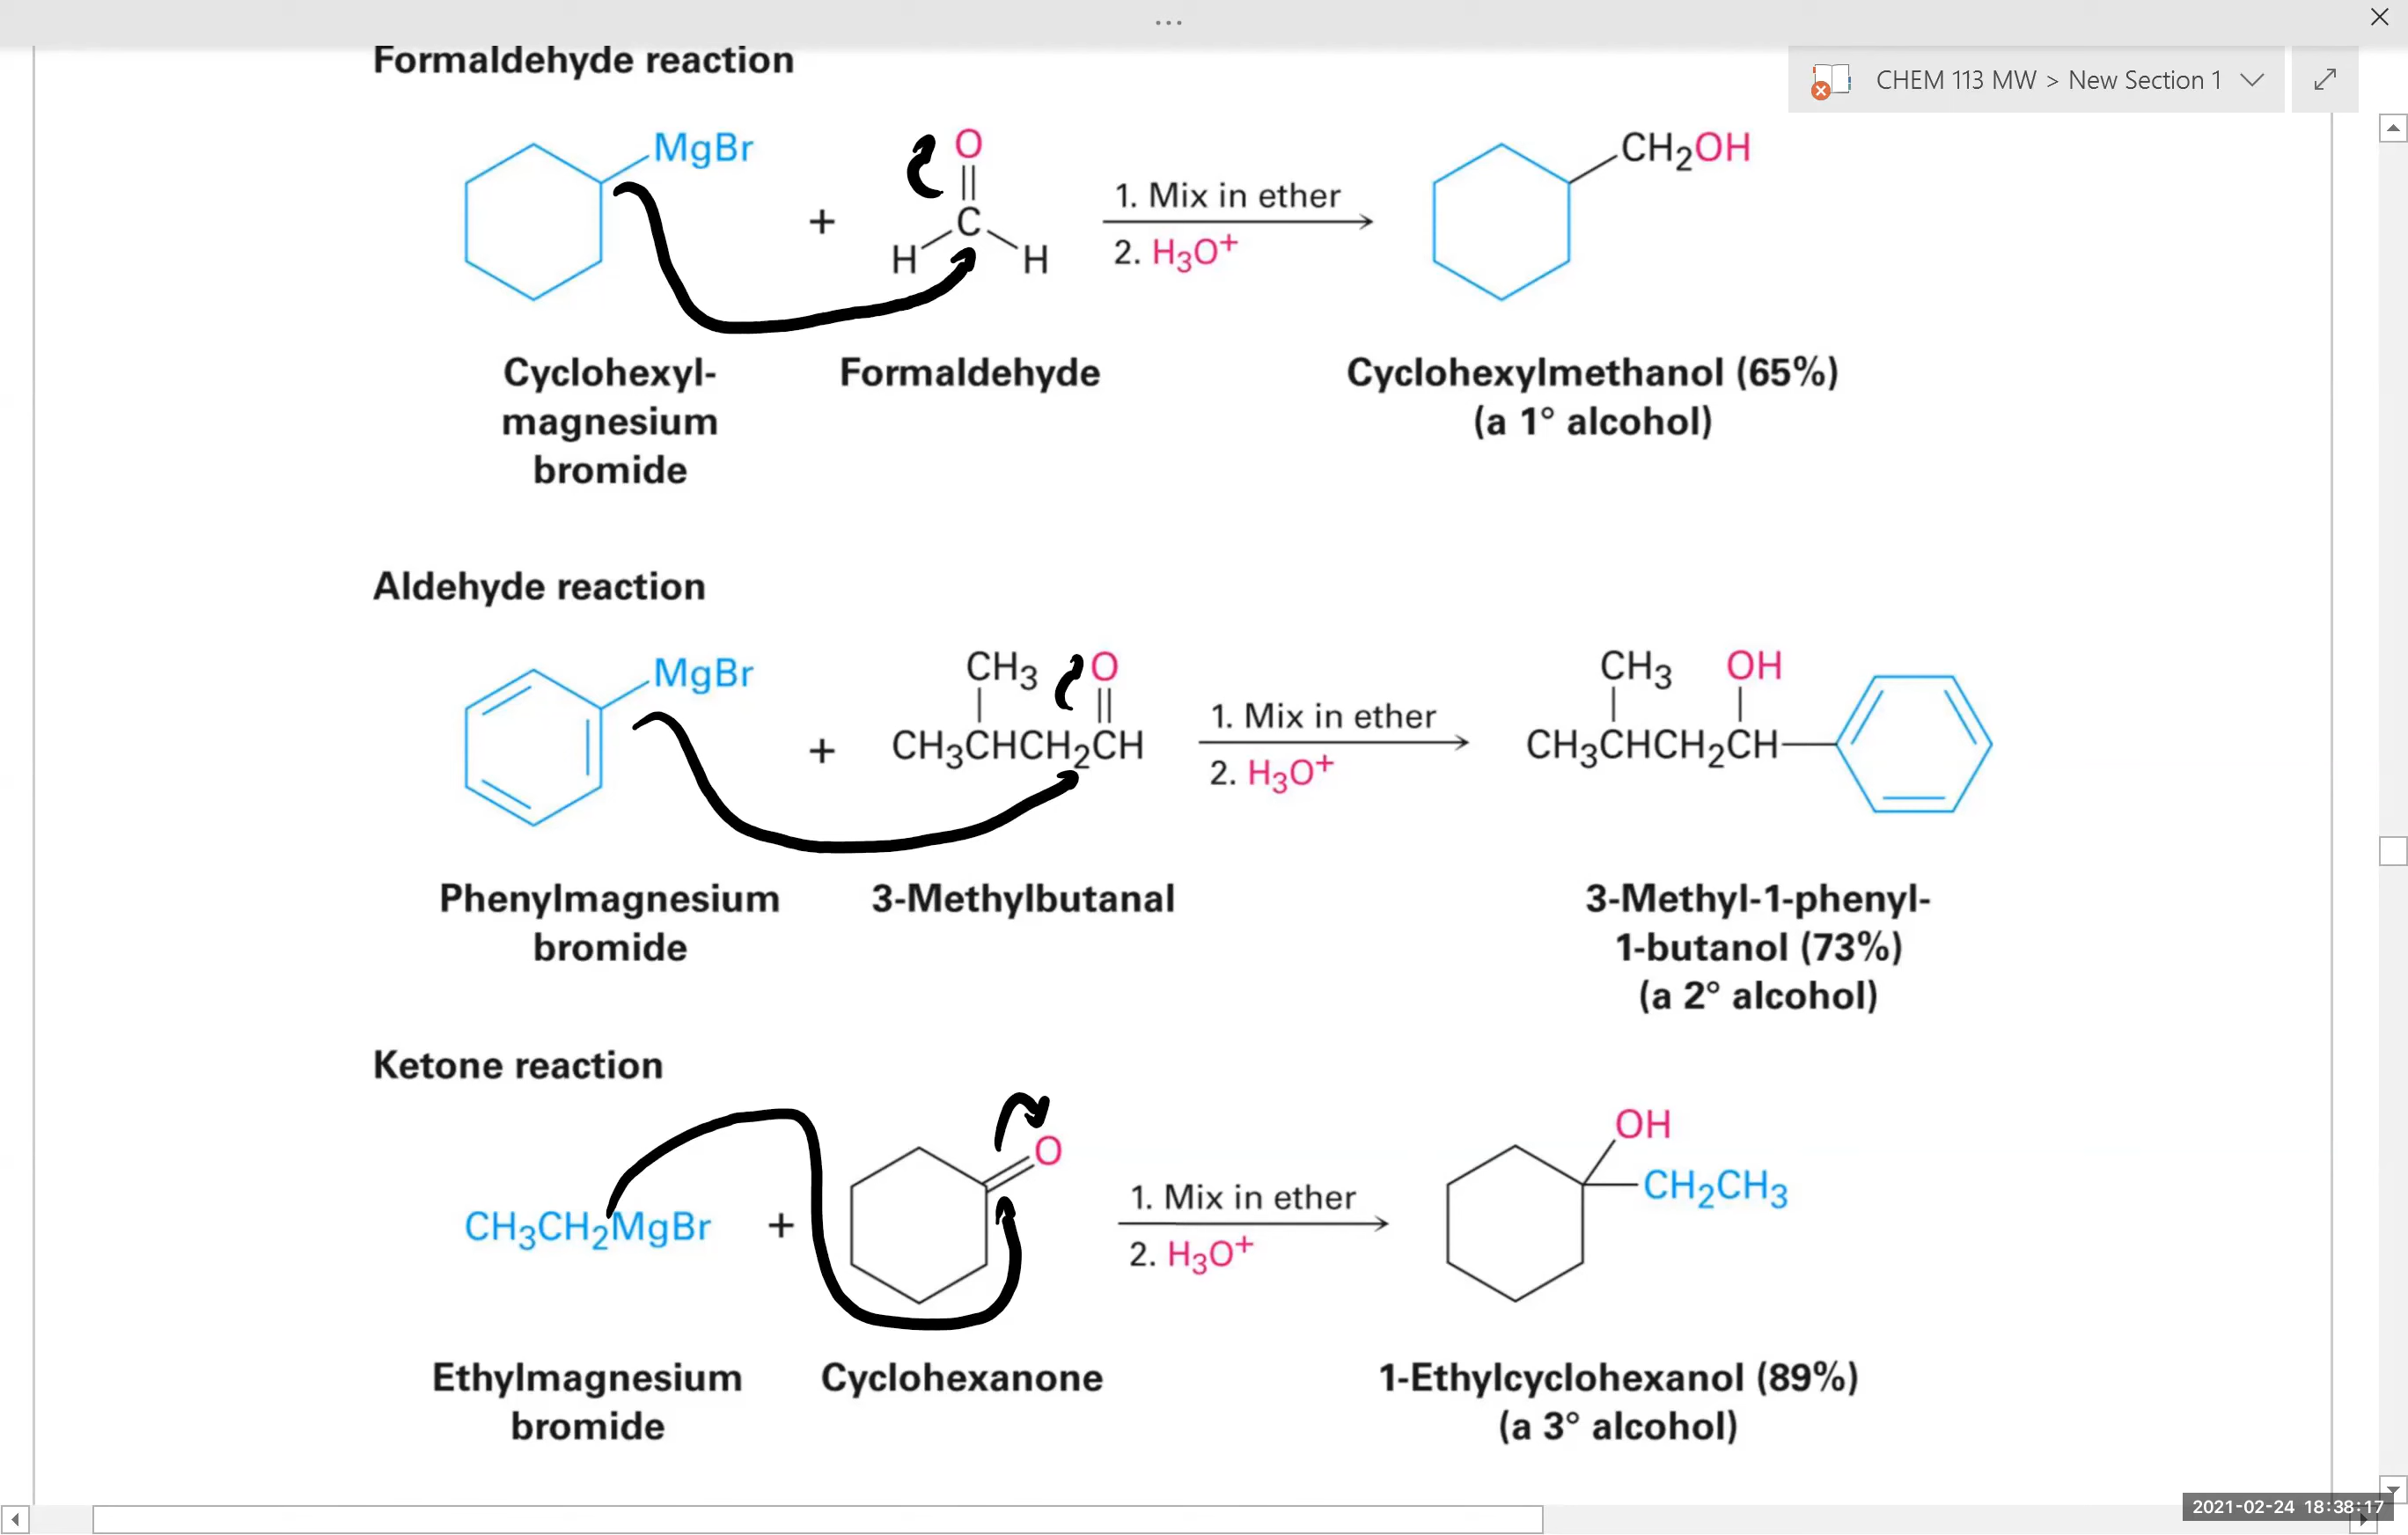 Formaldehyde reaction
CHEM 113 MW > New Section 1
MgBr
O
C
H H
+
1. Mix in ether
2. H3O+
CH2OH
Cyclohexyl-
magnesium
bromide
Formaldehyde
Cyclohexylmethanol (65%)
(a 1° alcohol)
Aldehyde reaction
MgBr
+
CH3 O
CH3CHCH2CH
1. Mix in ether
2. H3O+
CH3 OH
CH3CHCH2CH
Phenylmagnesium
bromide
3-Methylbutanal
3-Methyl-1-phenyl-
1-butanol (73%)
(a 2° alcohol)
Ketone reaction
CH3CH2MgBr
+
O
1. Mix in ether
2. H3O+
OH
CH2CH3
Ethylmagnesium
bromide
Cyclohexanone
1-Ethylcyclohexanol (89%)
(a 3° alcohol)
2021-02-24 18:38:17